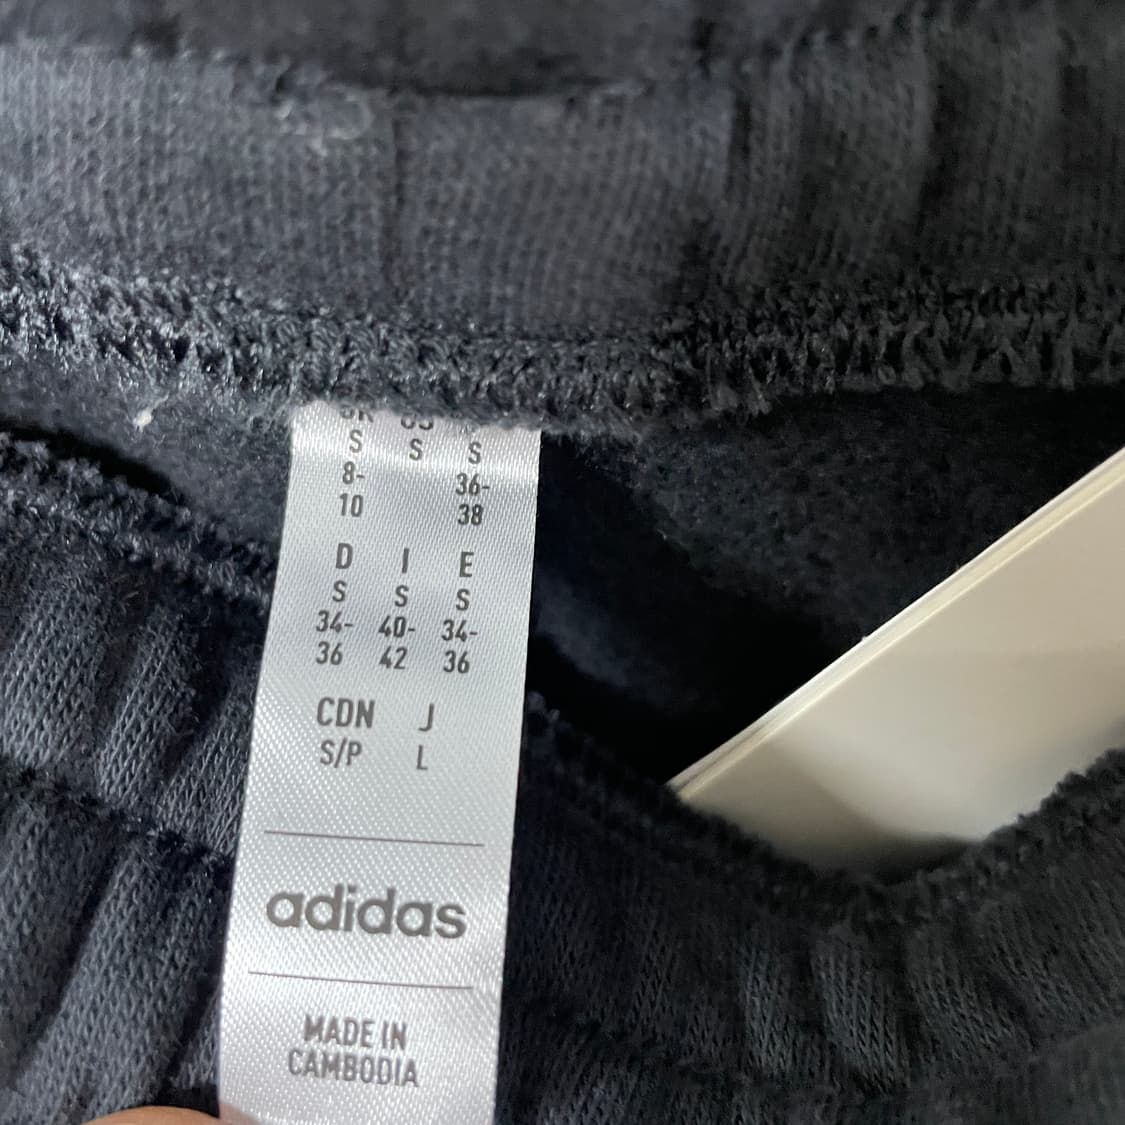 S S S
8- 36-
10 38
D I E
S S S
34- 40- 34-
36 42 36
CDN J
S/P L
adidas
MADE IN
CAMBODIA